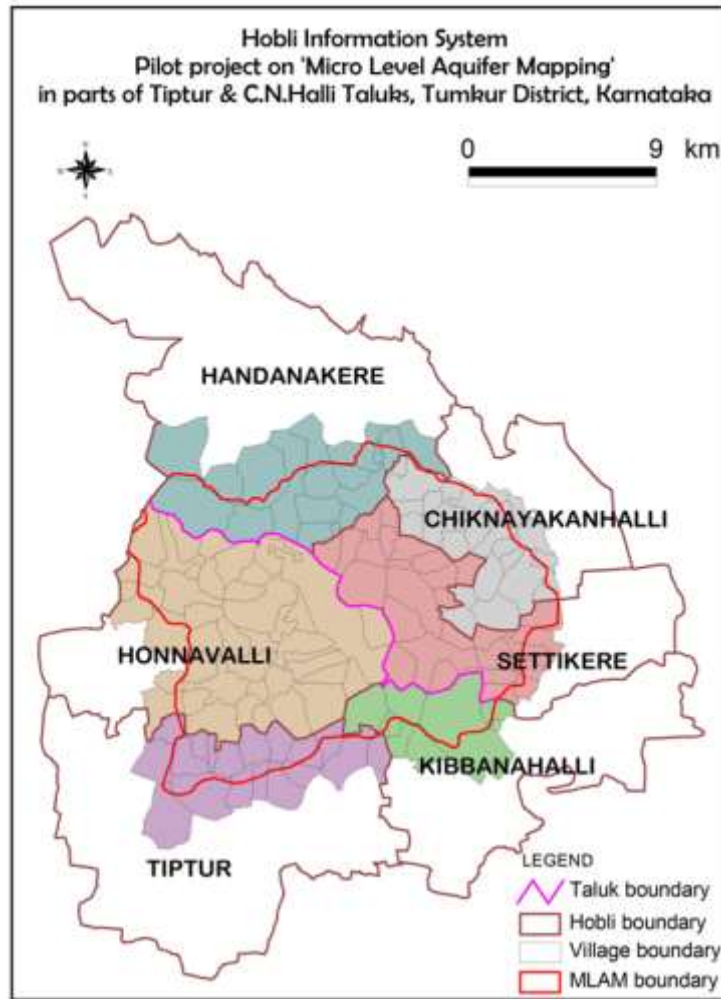 Hobli Information System
Pilot project on 'Micro Level Aquifer Mapping'
in parts of Tiptur & C.N.Halli Taluks, Tumkur District, Karnataka
0 9 km
HANDANAKERE
CHIKNAYAKANHALLI
HONNAVALLI
SETTIKERE
KIBBANAHALLI
TIPTUR
LEGEND
Taluk boundary
Hobli boundary
Village boundary
MLAM boundary